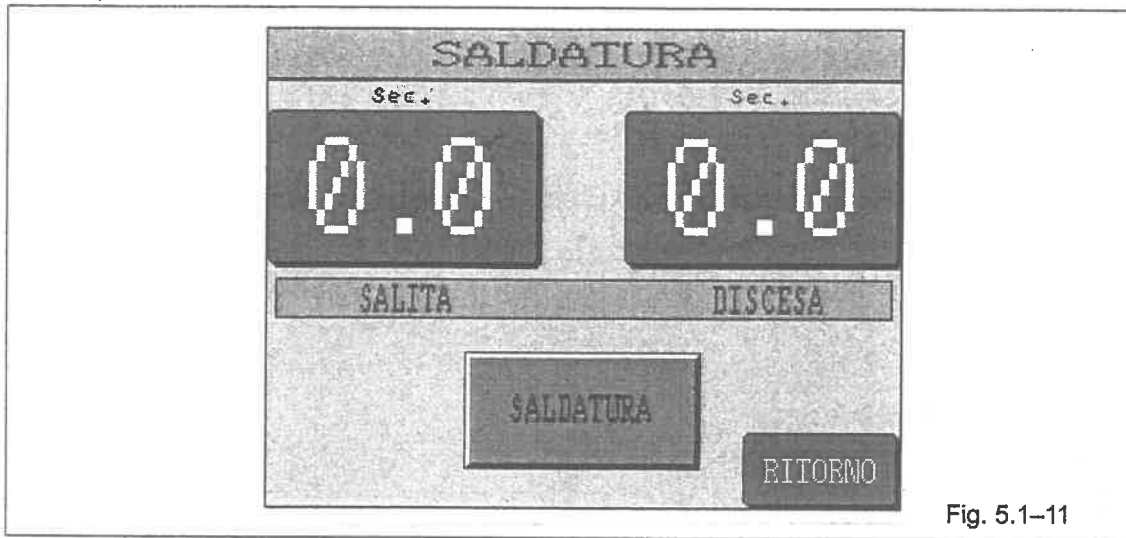 SALDATURA
Sec. Sec.
0.0 0.0
SALITA DISCESA
SALDATURA
RITORNO
Fig. 5.1–11